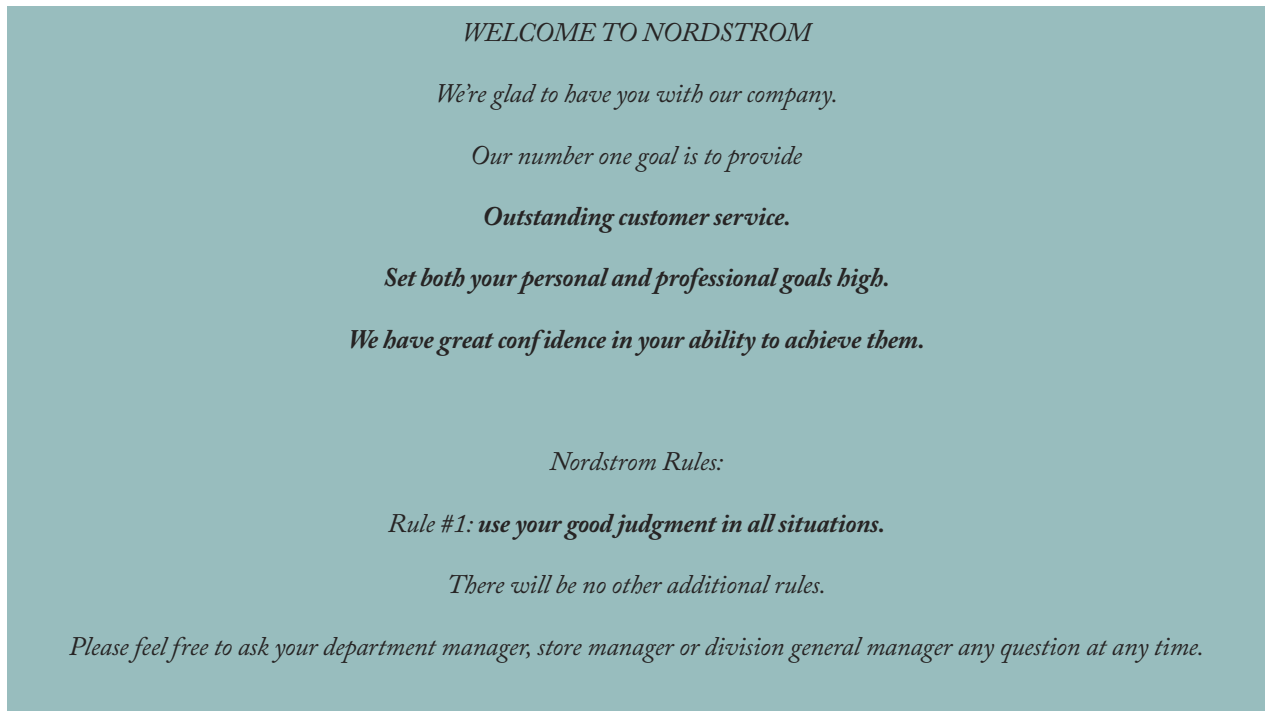 WELCOME TO NORDSTROM
We’re glad to have you with our company.
Our number one goal is to provide
Outstanding customer service.
Set both your personal and professional goals high.
We have great confidence in your ability to achieve them.
Nordstrom Rules:
Rule #1: use your good judgment in all situations.
There will be no other additional rules.
Please feel free to ask your department manager, store manager or division general manager any question at any time.